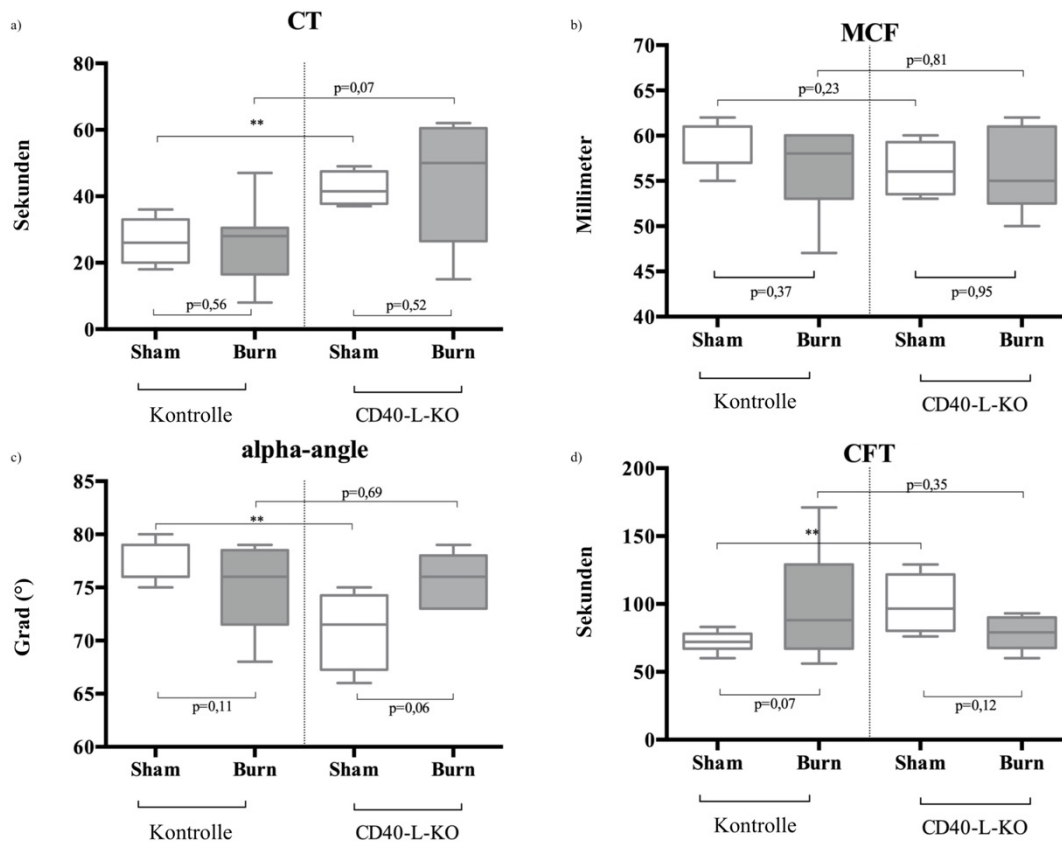 a)
CT
Sekunden
80
60
40
20
0
p=0,07
**
p=0,56
p=0,52
Sham
Burn
Sham
Burn
Kontrolle
CD40-L-KO
b)
MCF
Millimeter
70
65
60
55
50
45
40
p=0,81
p=0,23
p=0,37
p=0,95
Sham
Burn
Sham
Burn
Kontrolle
CD40-L-KO
c)
alpha-angle
Grad (°)
85
80
75
70
65
60
p=0,69
**
p=0,11
p=0,06
Sham
Burn
Sham
Burn
Kontrolle
CD40-L-KO
d)
CFT
Sekunden
200
150
100
50
0
p=0,35
**
p=0,07
p=0,12
Sham
Burn
Sham
Burn
Kontrolle
CD40-L-KO